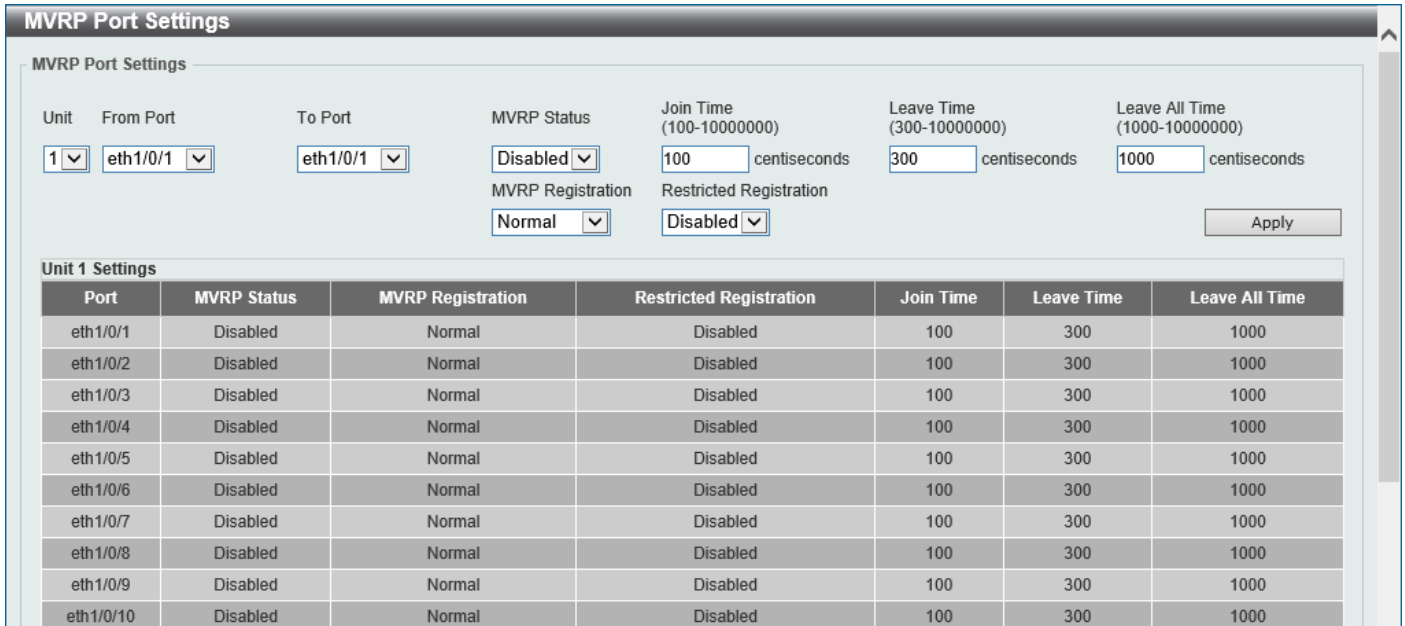 MVRP Port Settings
MVRP Port Settings
Unit From Port To Port MVRP Status Join Time (100-10000000) Leave Time (300-10000000) Leave All Time (1000-10000000)
1 eth1/0/1 eth1/0/1 Disabled 100 centiseconds 300 centiseconds 1000 centiseconds
MVRP Registration Restricted Registration
Normal Disabled Apply
Unit 1 Settings
Port MVRP Status MVRP Registration Restricted Registration Join Time Leave Time Leave All Time
eth1/0/1 Disabled Normal Disabled 100 300 1000
eth1/0/2 Disabled Normal Disabled 100 300 1000
eth1/0/3 Disabled Normal Disabled 100 300 1000
eth1/0/4 Disabled Normal Disabled 100 300 1000
eth1/0/5 Disabled Normal Disabled 100 300 1000
eth1/0/6 Disabled Normal Disabled 100 300 1000
eth1/0/7 Disabled Normal Disabled 100 300 1000
eth1/0/8 Disabled Normal Disabled 100 300 1000
eth1/0/9 Disabled Normal Disabled 100 300 1000
eth1/0/10 Disabled Normal Disabled 100 300 1000